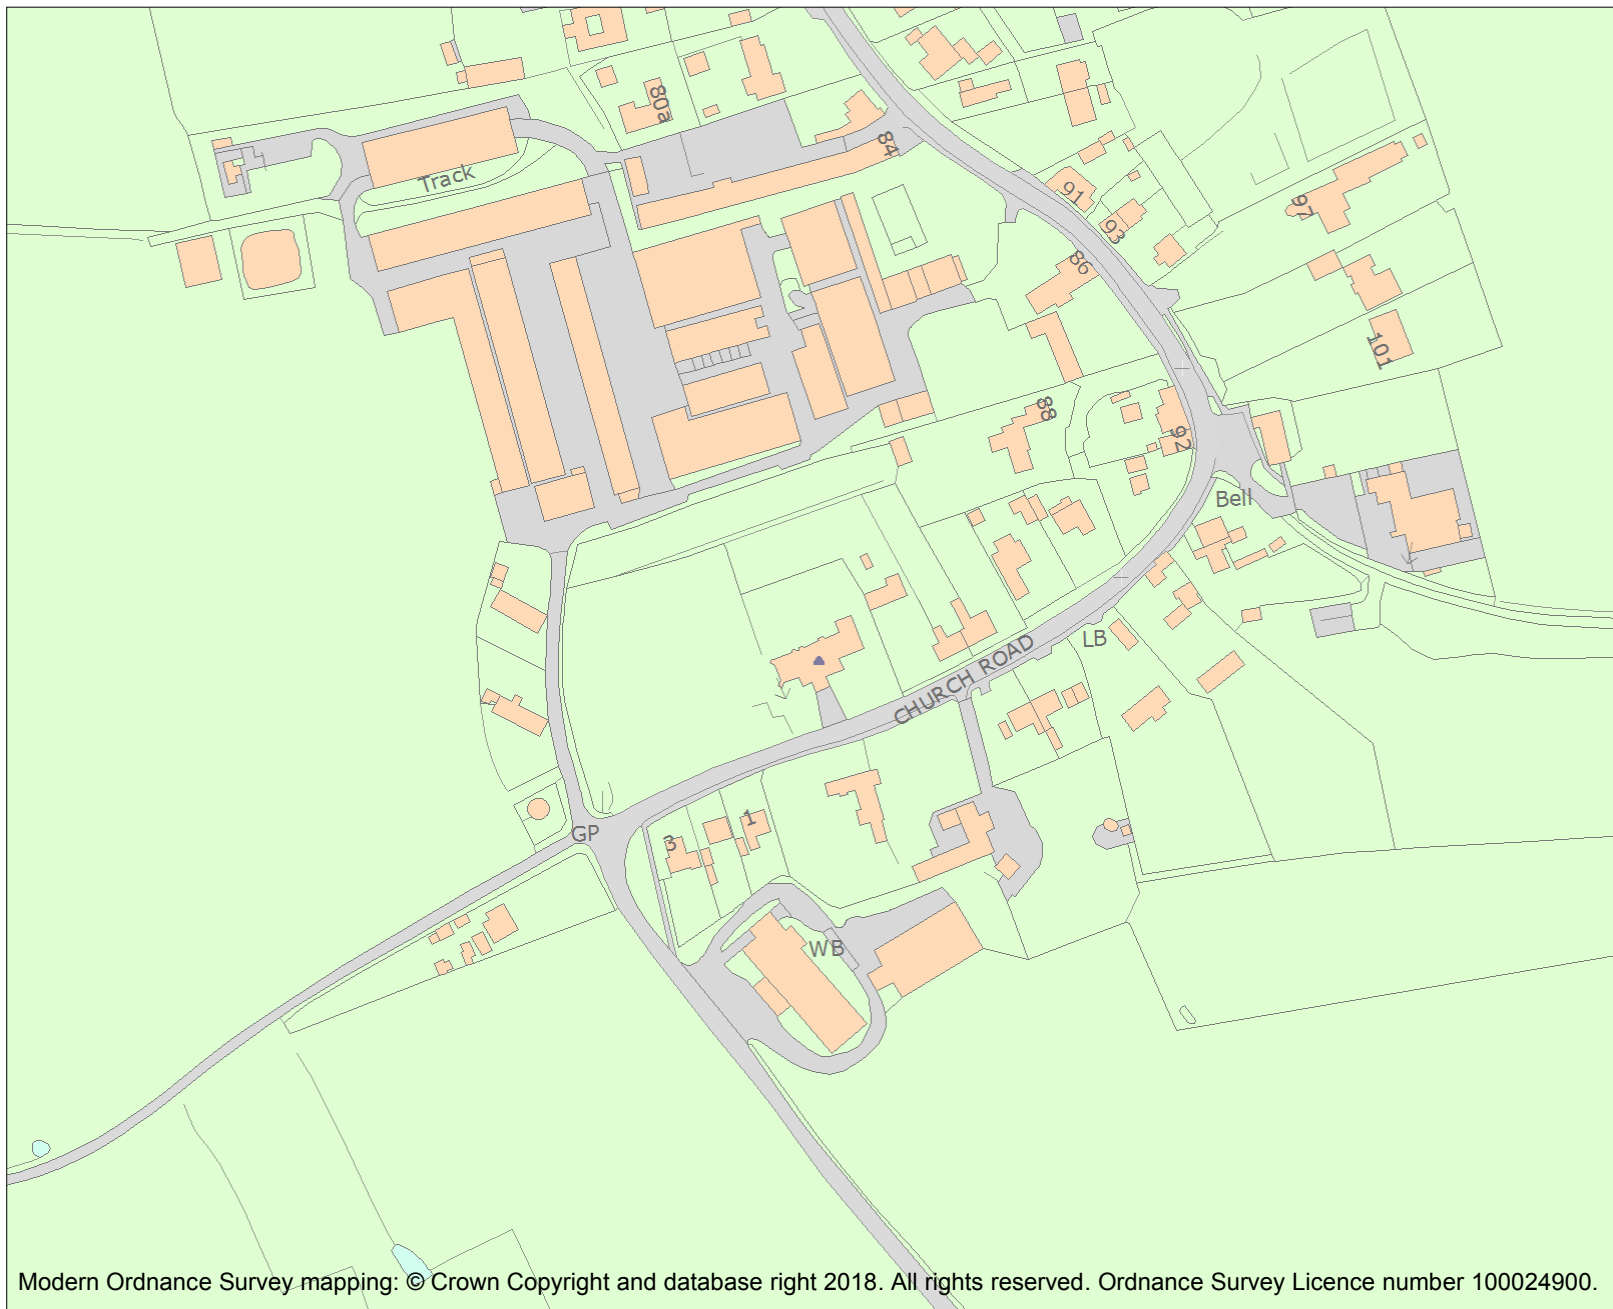 80a
84
Track
91
97
93
86
101
88
92
Bell
LB
CHURCH ROAD
1
GP
3
WB
Modern Ordnance Survey mapping: © Crown Copyright and database right 2018. All rights reserved. Ordnance Survey Licence number 100024900.